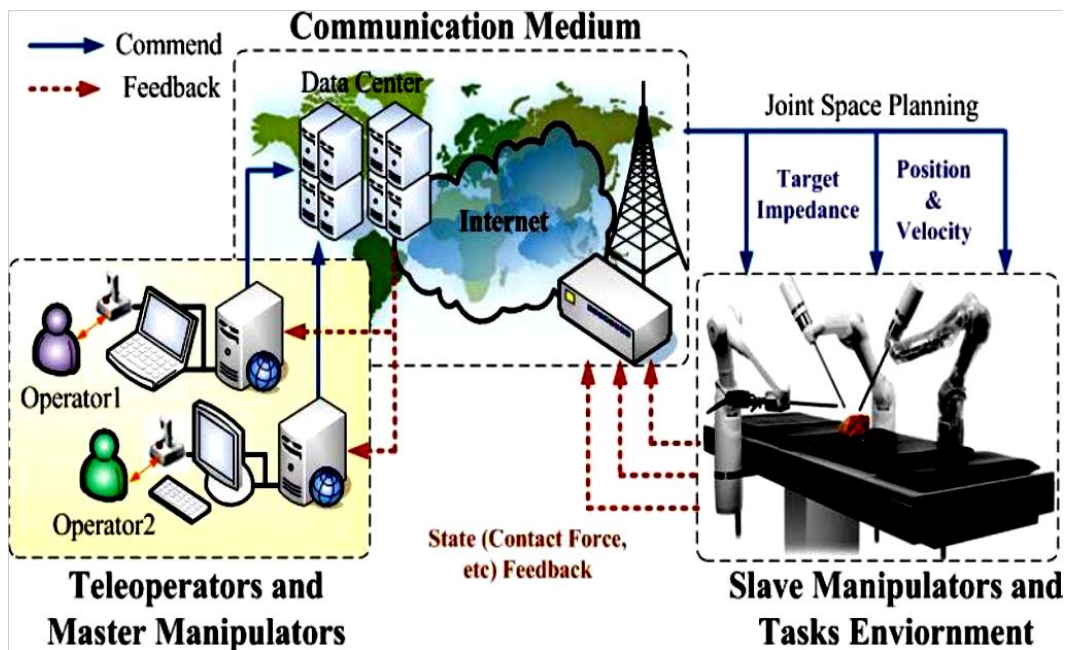 Communication Medium
Commend
Feedback
Data Center
Internet
Joint Space Planning
Target
Impedance
Position
&
Velocity
Operator1
Operator2
State (Contact Force,
etc) Feedback
Teleoperators and
Master Manipulators
Slave Manipulators and
Tasks Enviornment